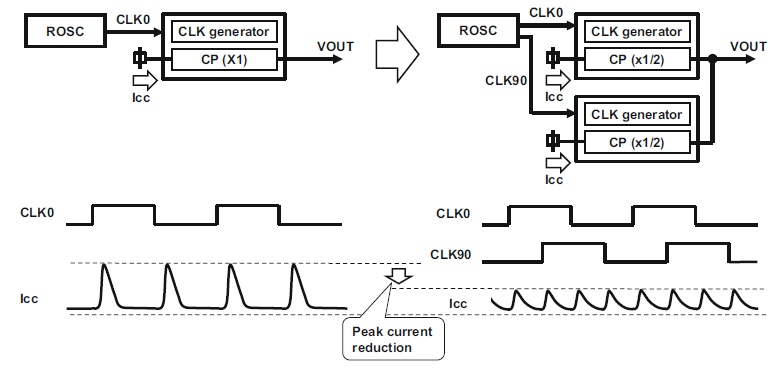 ROSC
CLK0
CLK generator
CP (X1)
VOUT
Icc
ROSC
CLK0
CLK generator
CP (x1/2)
VOUT
Icc
CLK90
CLK generator
CP (x1/2)
Icc
CLK0
Icc
CLK0
CLK90
Icc
Peak current
reduction